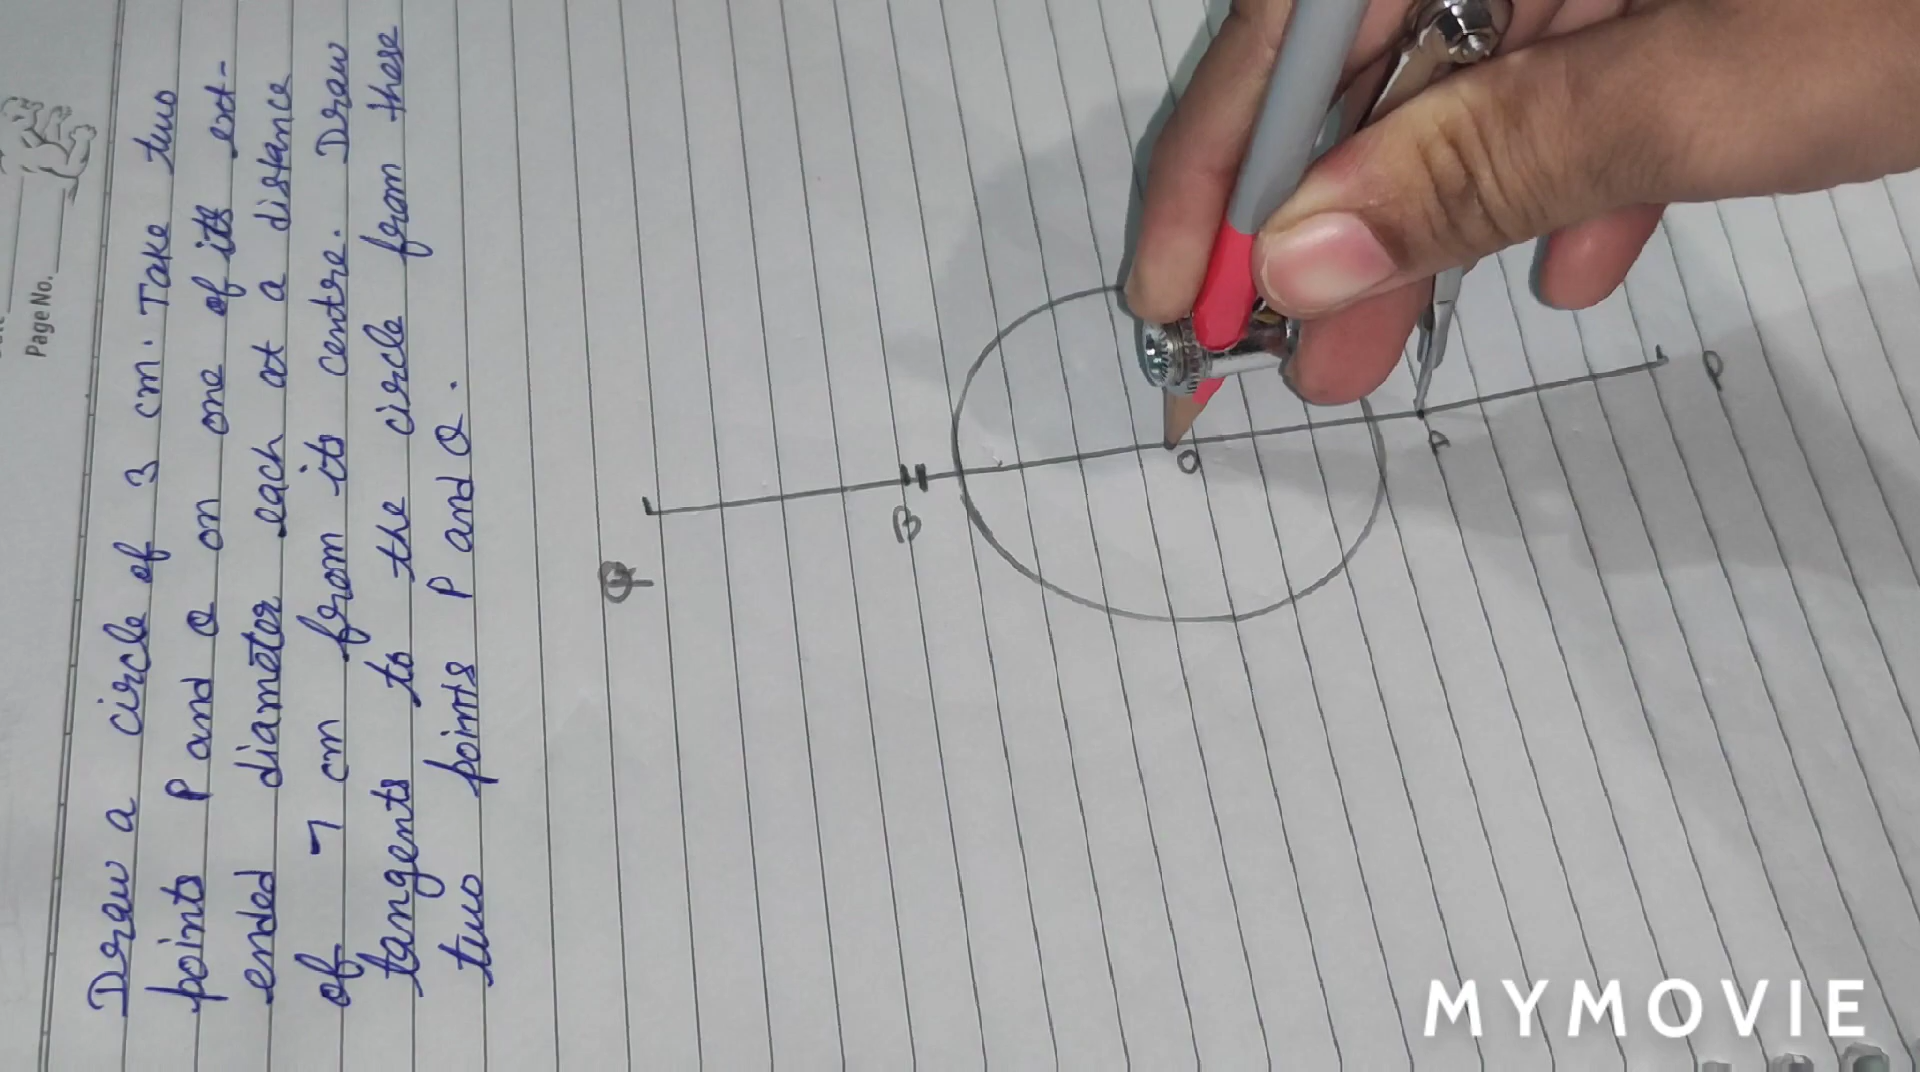 Page No.
Draw a circle of 3 cm. Take two
points P and Q on one of its ext-
ended diameter each at a distance
of 7 cm from its centre. Draw
tangents to the circle from these
two points P and Q.
Q
B
O
A
P
MYMOVIE